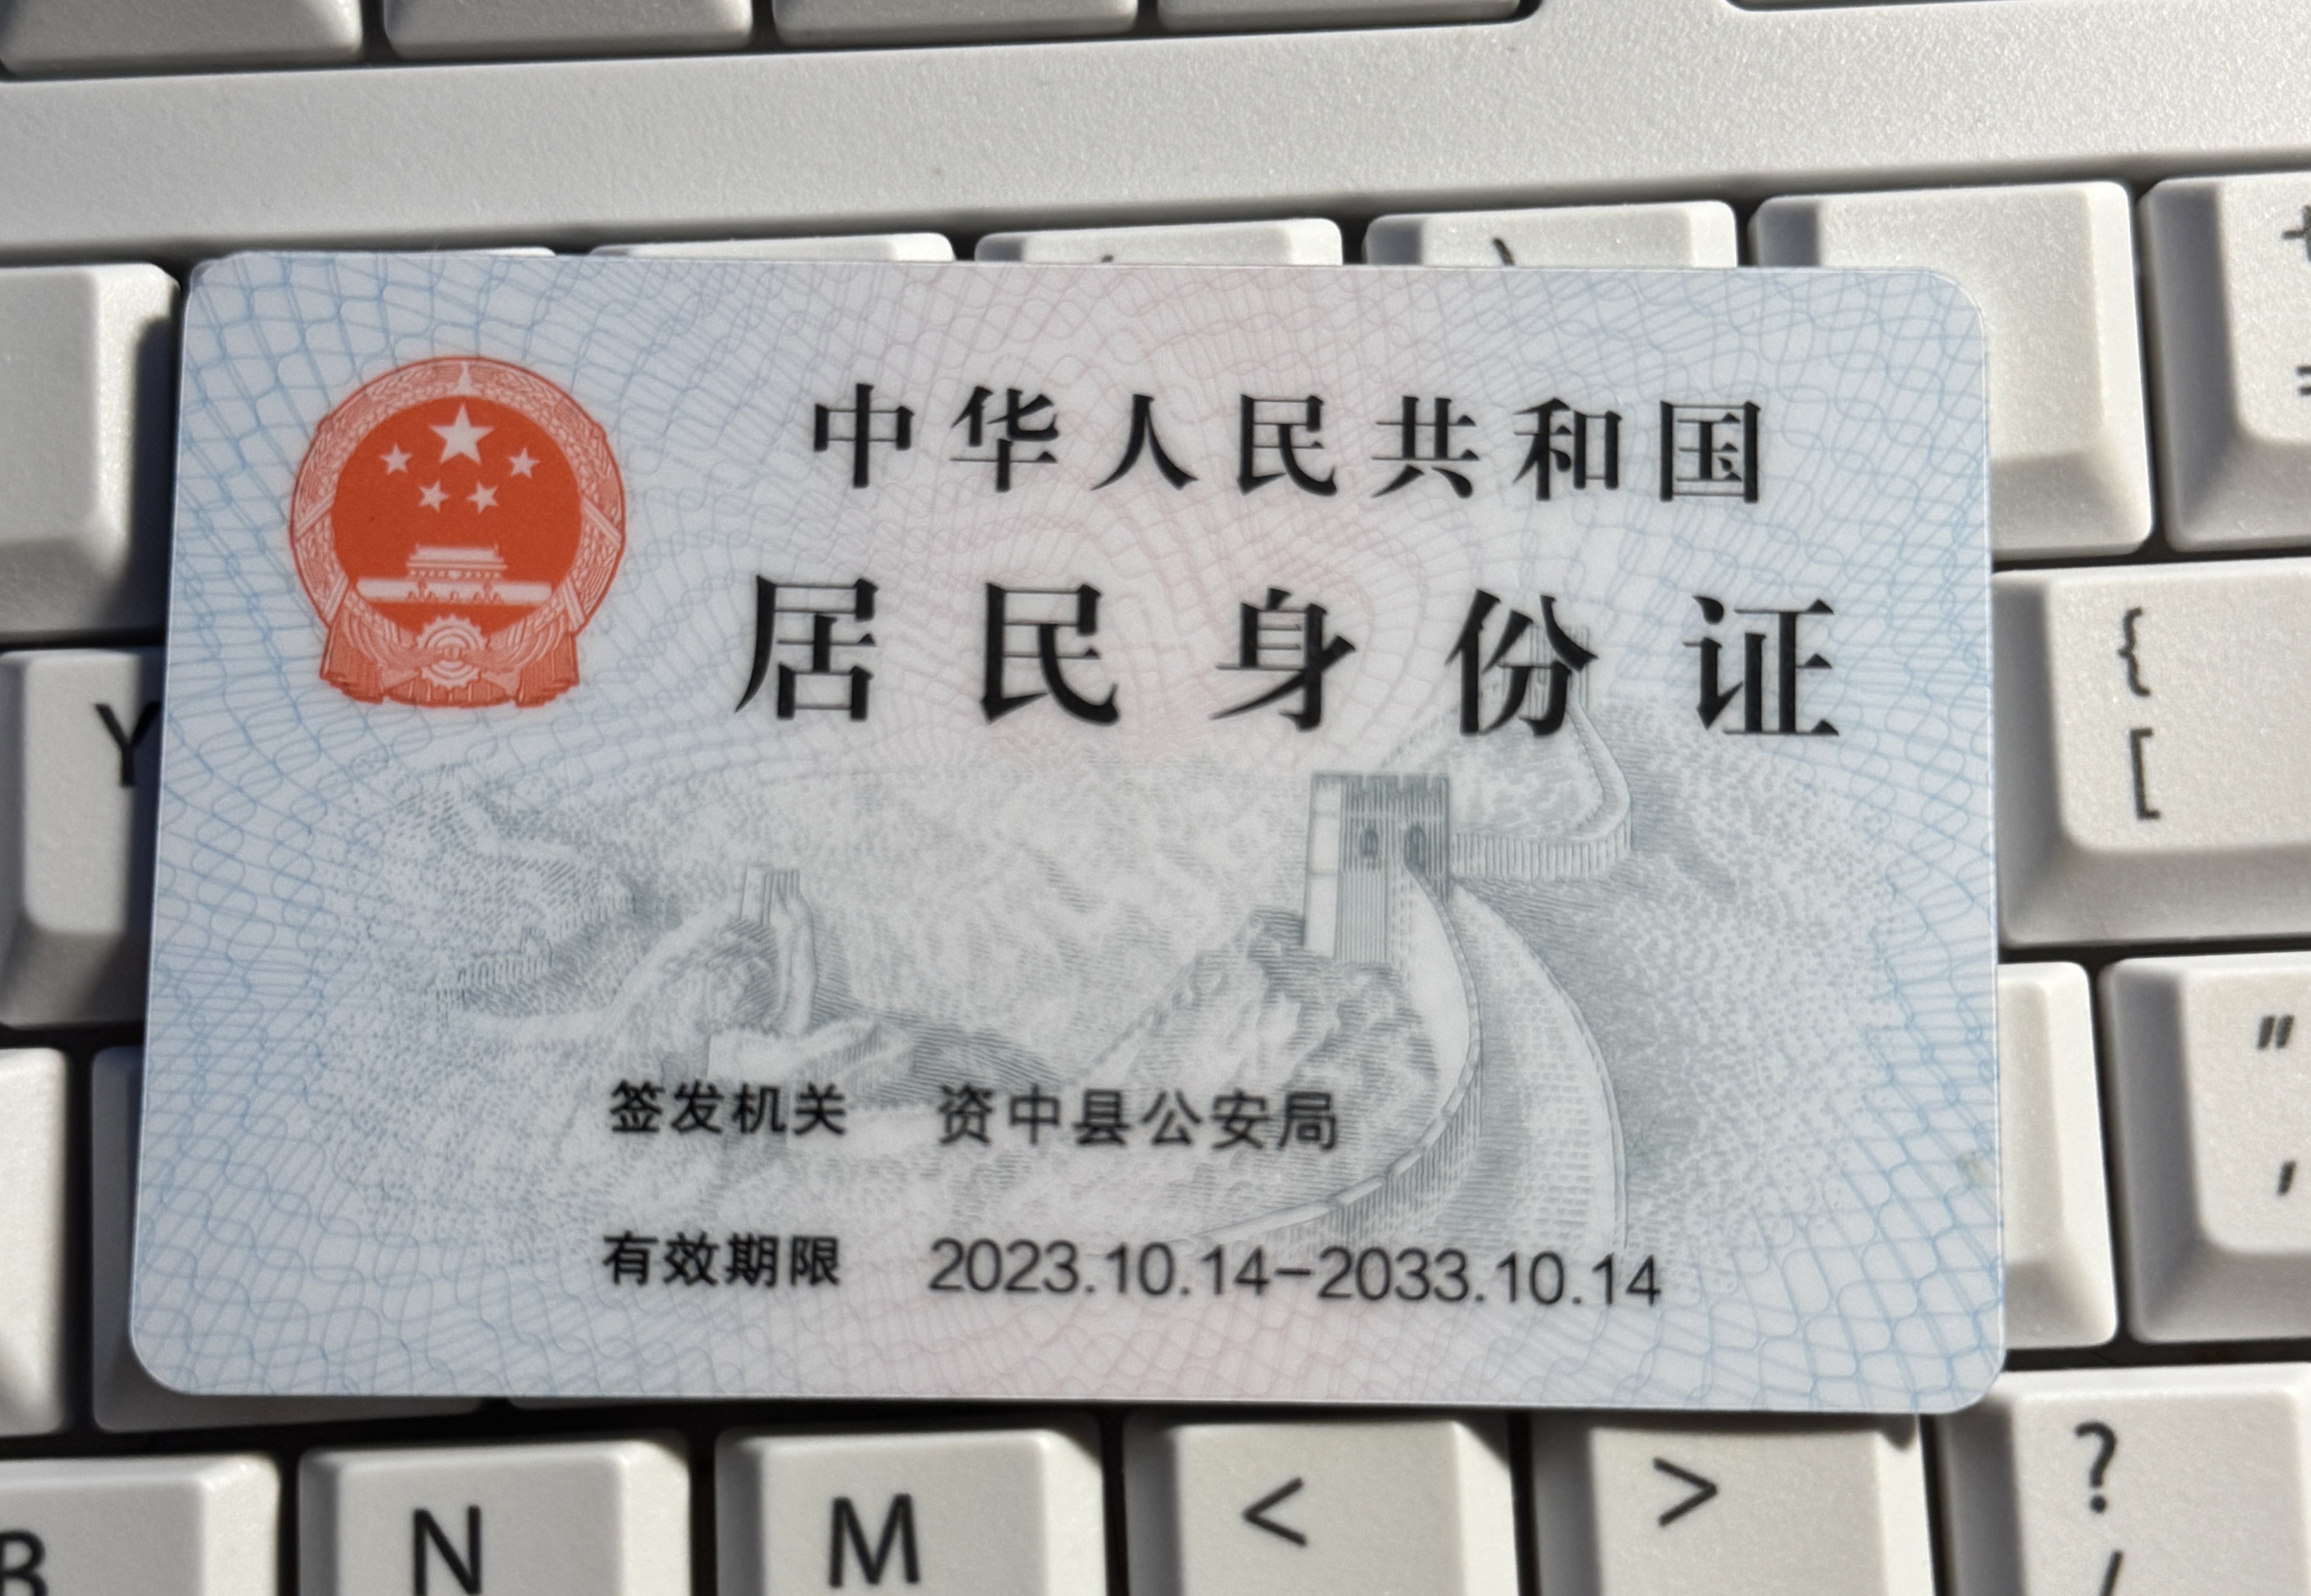 中华人民共和国
居民身份证
签发机关 资中县公安局
有效期限 2023.10.14-2033.10.14
Y
{
[
"
'
B
N
M
<
>
?
/